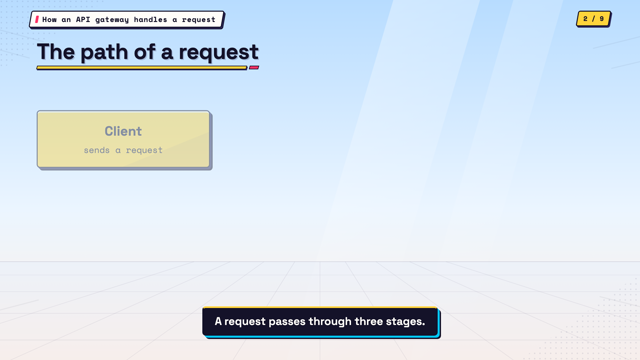 How an API gateway handles a request
2 / 9
The path of a request
Client
sends a request
A request passes through three stages.